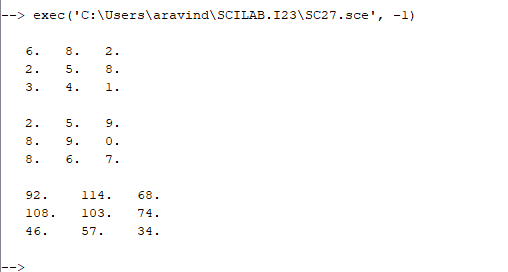 --> exec('C:\Users\aravind\SCILAB.I23\SC27.sce', -1)
6. 8. 2.
2. 5. 8.
3. 4. 1.
2. 5. 9.
8. 9. 0.
8. 6. 7.
92. 114. 68.
108. 103. 74.
46. 57. 34.
-->